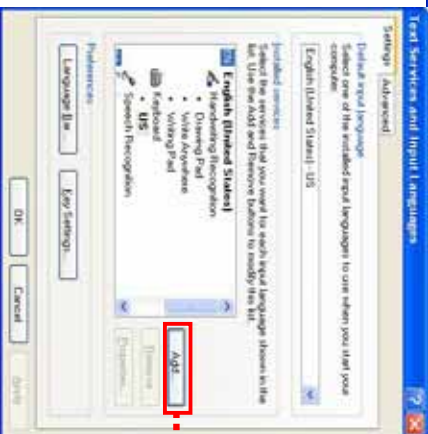 Text Services and Input Languages
Settings Advanced
Default input language
Select one of the installed input languages to use when you start your
computer.
English (United States) - US
Installed services
Select the services that you want for each input language shown in the
list. Use the Add and Remove buttons to modify this list.
English (United States)
Handwriting Recognition
• Drawing Pad
• Write Anywhere
• Writing Pad
Keyboard
• US
Speech Recognition
Add...
Remove
Properties...
Preferences
Language Bar...
Key Settings...
OK
Cancel
Apply